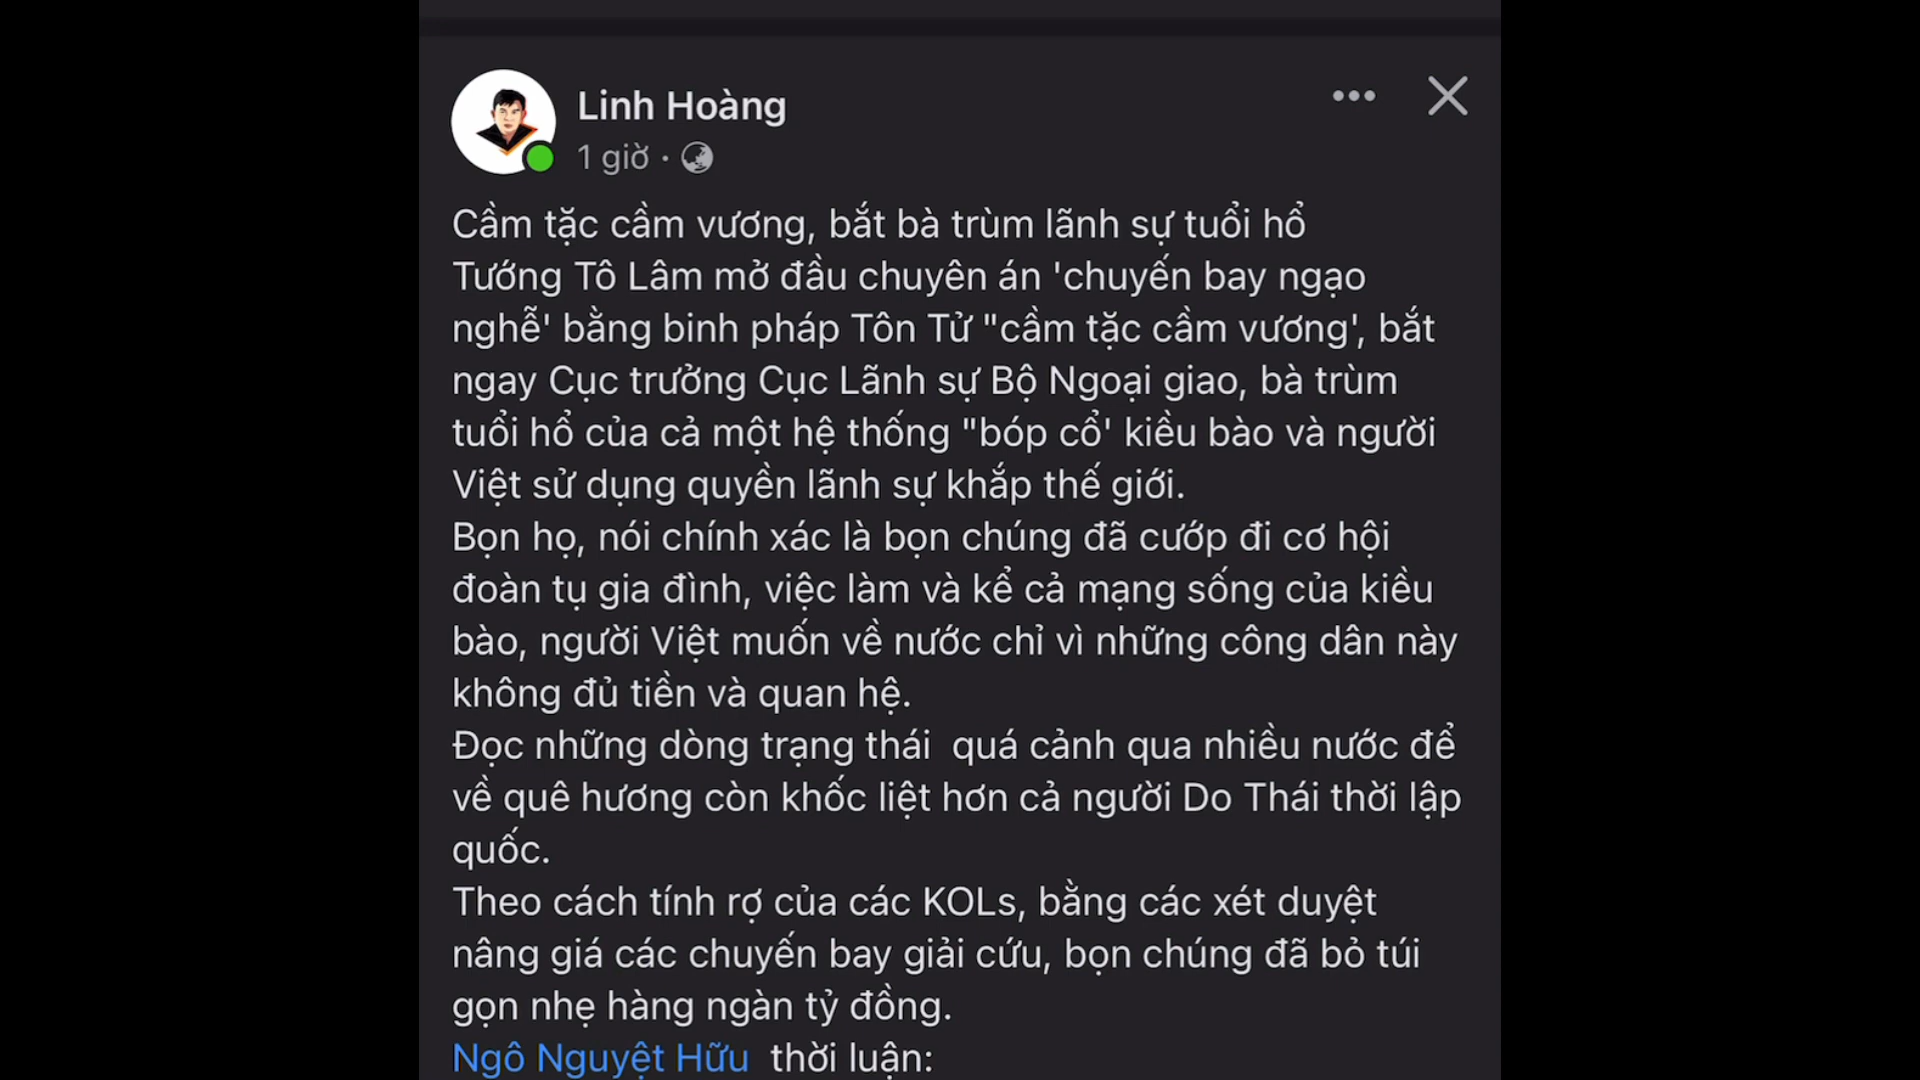 Linh Hoàng
1 giờ ·
Cầm tặc cầm vương, bắt bà trùm lãnh sự tuổi hổ
Tướng Tô Lâm mở đầu chuyên án 'chuyến bay ngạo
nghễ' bằng binh pháp Tôn Tử "cầm tặc cầm vương', bắt
ngay Cục trưởng Cục Lãnh sự Bộ Ngoại giao, bà trùm
tuổi hổ của cả một hệ thống "bóp cổ' kiều bào và người
Việt sử dụng quyền lãnh sự khắp thế giới.
Bọn họ, nói chính xác là bọn chúng đã cướp đi cơ hội
đoàn tụ gia đình, việc làm và kể cả mạng sống của kiều
bào, người Việt muốn về nước chỉ vì những công dân này
không đủ tiền và quan hệ.
Đọc những dòng trạng thái  quá cảnh qua nhiều nước để
về quê hương còn khốc liệt hơn cả người Do Thái thời lập
quốc.
Theo cách tính rợ của các KOLs, bằng các xét duyệt
nâng giá các chuyến bay giải cứu, bọn chúng đã bỏ túi
gọn nhẹ hàng ngàn tỷ đồng.
Ngô Nguyệt Hữu  thời luận: